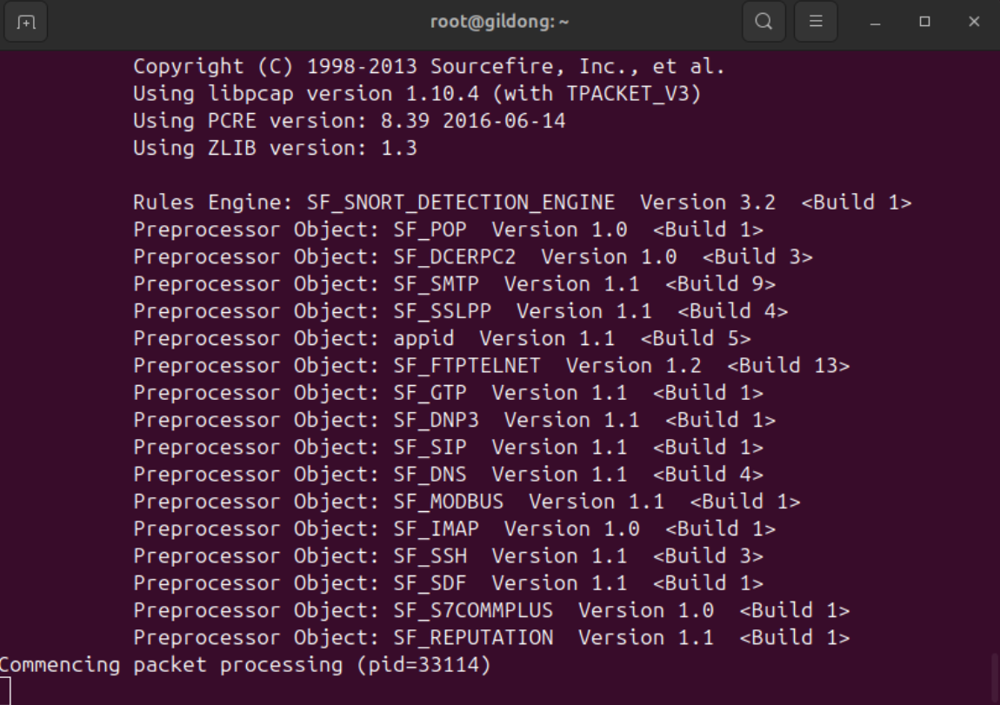 root@gildong: ~
Copyright (C) 1998-2013 Sourcefire, Inc., et al.
Using libpcap version 1.10.4 (with TPACKET_V3)
Using PCRE version: 8.39 2016-06-14
Using ZLIB version: 1.3
Rules Engine: SF_SNORT_DETECTION_ENGINE  Version 3.2  <Build 1>
Preprocessor Object: SF_POP  Version 1.0  <Build 1>
Preprocessor Object: SF_DCERPC2  Version 1.0  <Build 3>
Preprocessor Object: SF_SMTP  Version 1.1  <Build 9>
Preprocessor Object: SF_SSLPP  Version 1.1  <Build 4>
Preprocessor Object: appid  Version 1.1  <Build 5>
Preprocessor Object: SF_FTPTELNET  Version 1.2  <Build 13>
Preprocessor Object: SF_GTP  Version 1.1  <Build 1>
Preprocessor Object: SF_DNP3  Version 1.1  <Build 1>
Preprocessor Object: SF_SIP  Version 1.1  <Build 1>
Preprocessor Object: SF_DNS  Version 1.1  <Build 4>
Preprocessor Object: SF_MODBUS  Version 1.1  <Build 1>
Preprocessor Object: SF_IMAP  Version 1.0  <Build 1>
Preprocessor Object: SF_SSH  Version 1.1  <Build 3>
Preprocessor Object: SF_SDF  Version 1.1  <Build 1>
Preprocessor Object: SF_S7COMMPLUS  Version 1.0  <Build 1>
Preprocessor Object: SF_REPUTATION  Version 1.1  <Build 1>
Commencing packet processing (pid=33114)